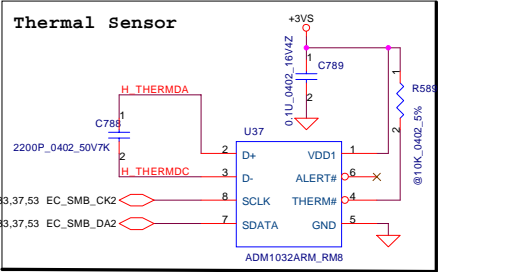 Thermal Sensor
+3VS
1
C789
2
0.1U_0402_16V4Z
1
R589
2
@10K_0402_5%
H_THERMDA
1
C788
2
2200P_0402_50V7K
H_THERMDC
U37
2 D+ VDD1 1
3 D- ALERT# 6
8 SCLK THERM# 4
7 SDATA GND 5
33,37,53 EC_SMB_CK2
33,37,53 EC_SMB_DA2
ADM1032ARM_RM8